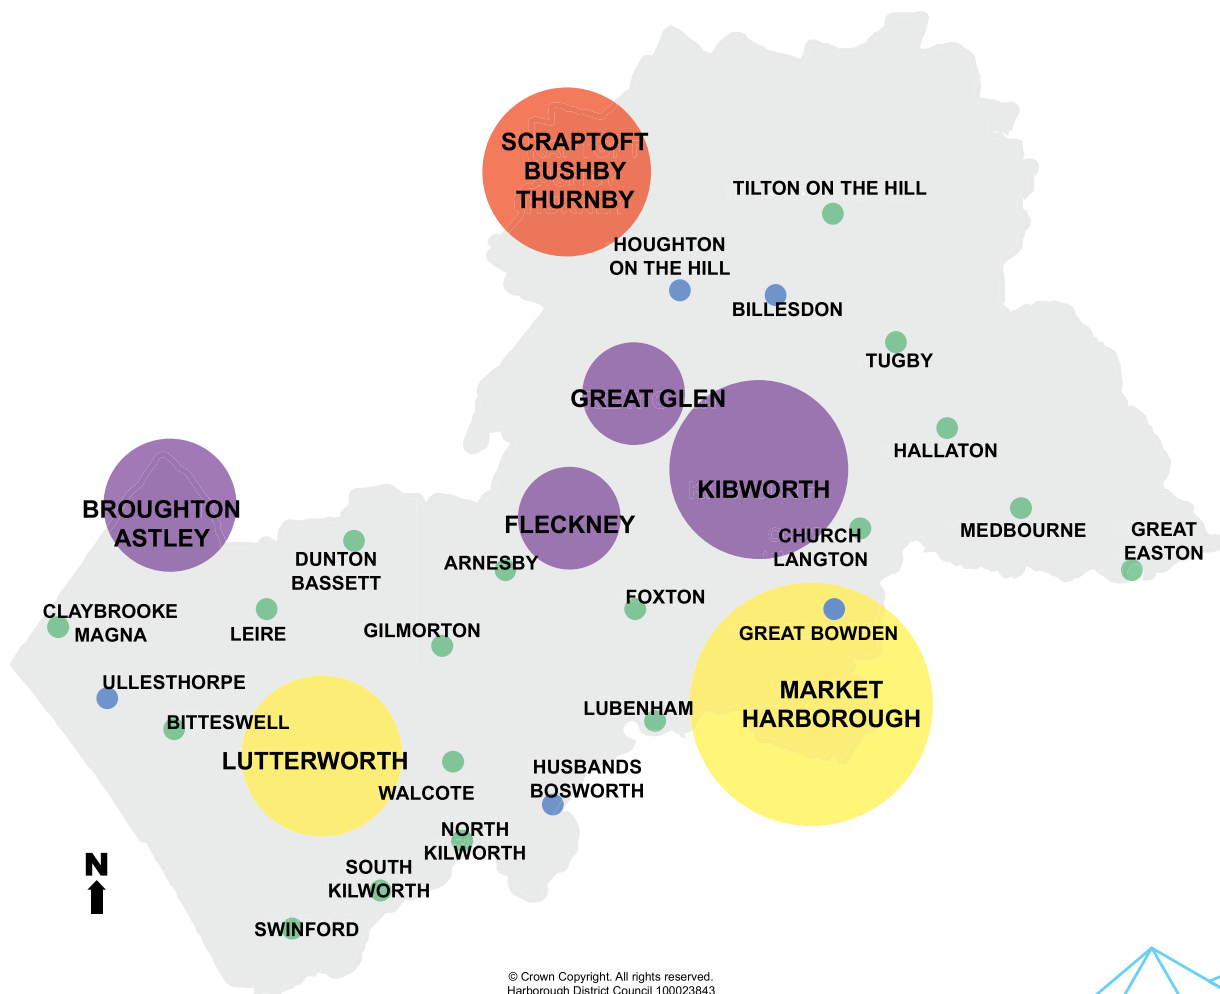 SCRAPTOFT
BUSHBY
THURNBY
TILTON ON THE HILL
HOUGHTON
ON THE HILL
BILLESDON
TUGBY
GREAT GLEN
HALLATON
KIBWORTH
BROUGHTON
ASTLEY
FLECKNEY
MEDBOURNE
GREAT
EASTON
CHURCH
LANGTON
DUNTON
BASSETT
ARNESBY
FOXTON
CLAYBROOKE
MAGNA
LEIRE
GILMORTON
GREAT BOWDEN
ULLESTHORPE
MARKET
HARBOROUGH
LUBENHAM
BITTESWELL
LUTTERWORTH
HUSBANDS
BOSWORTH
WALCOTE
NORTH
KILWORTH
SOUTH
KILWORTH
N
SWINFORD
© Crown Copyright. All rights reserved.
Harborough District Council 100023843